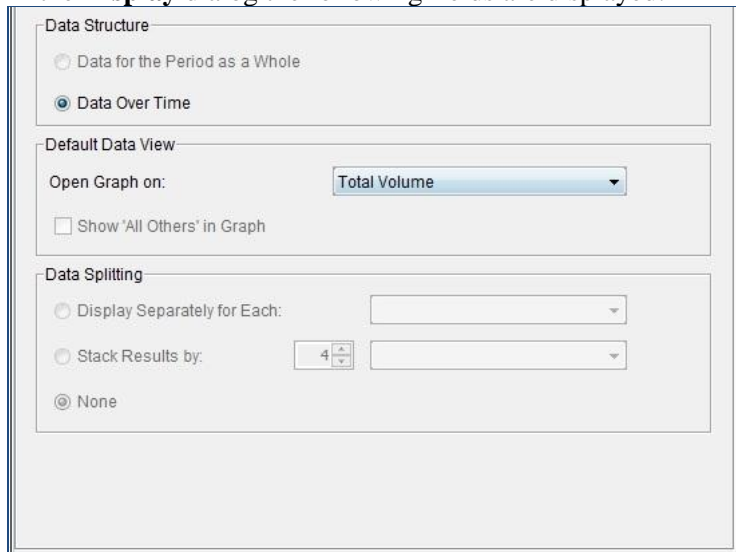 Data Structure
Data for the Period as a Whole
Data Over Time
Default Data View
Open Graph on: Total Volume
Show 'All Others' in Graph
Data Splitting
Display Separately for Each:
Stack Results by: 4
None